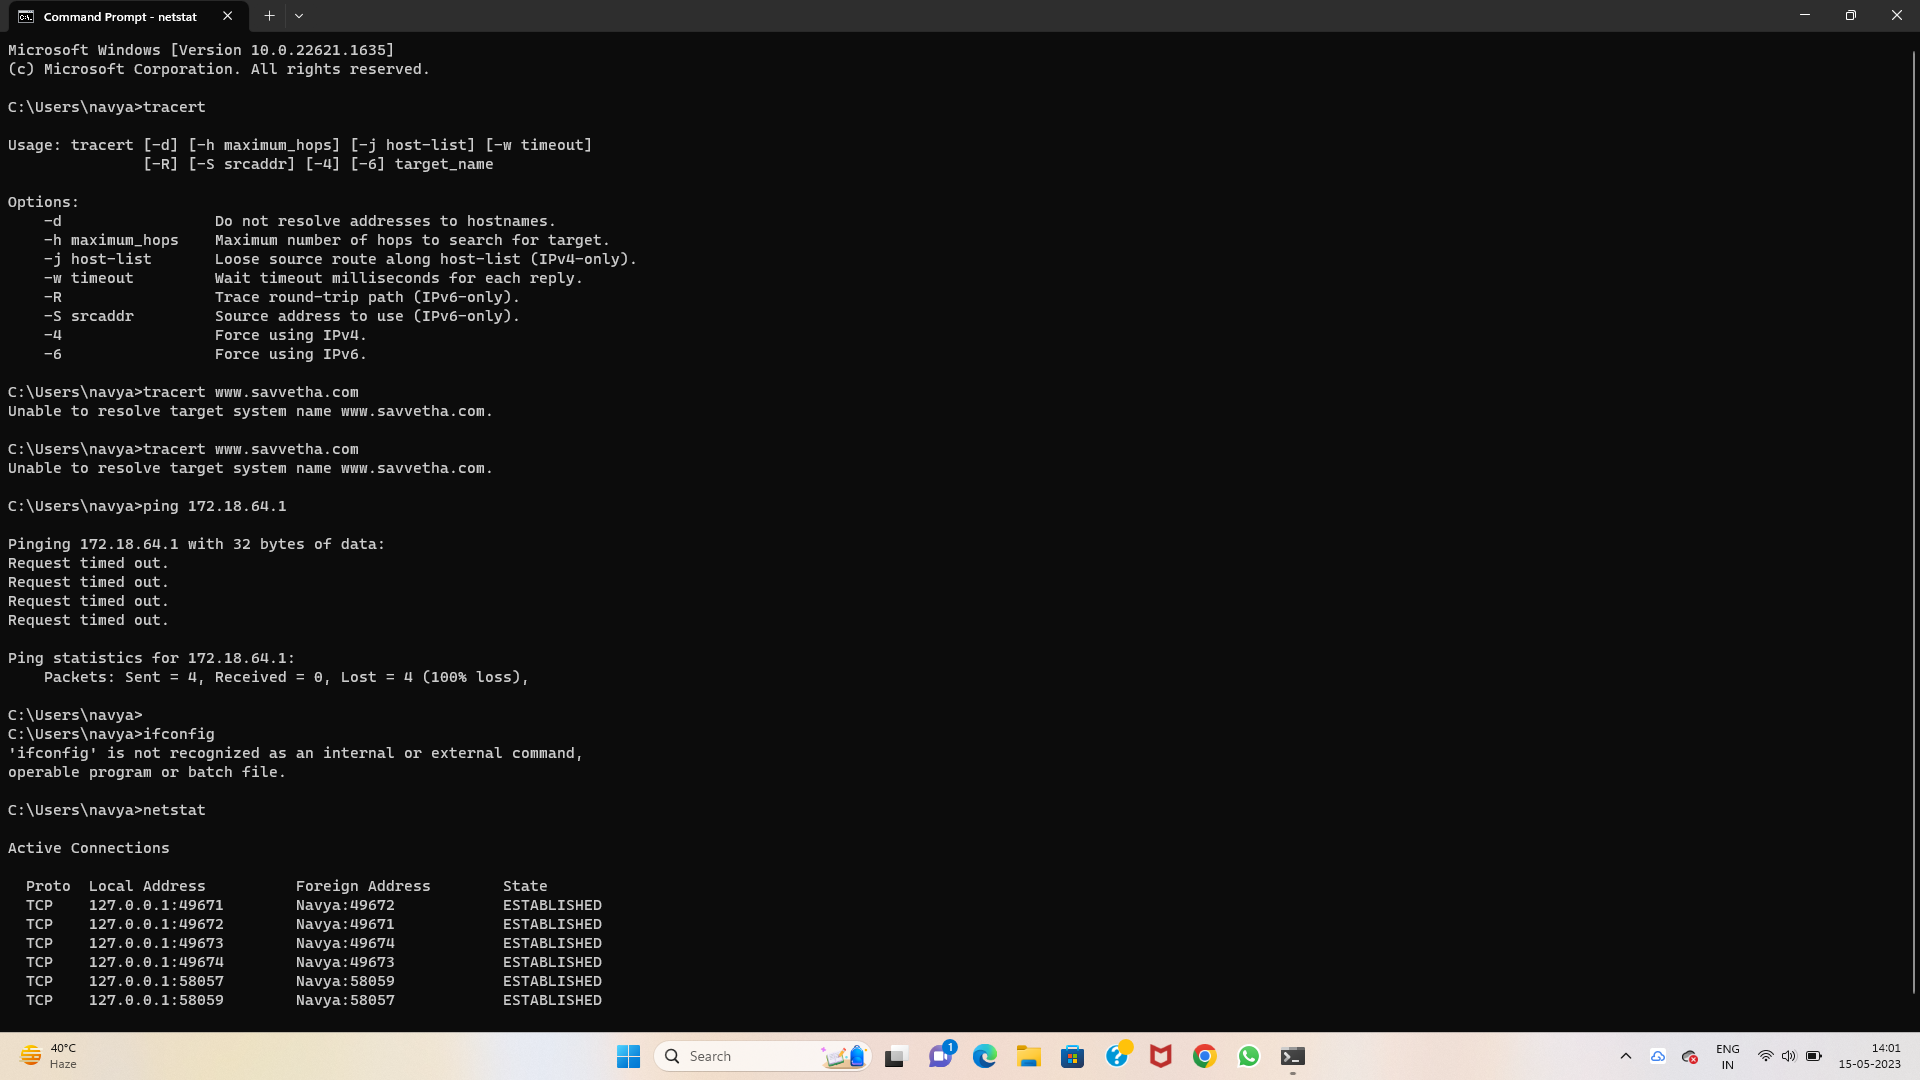 Command Prompt - netstat
Microsoft Windows [Version 10.0.22621.1635]
(c) Microsoft Corporation. All rights reserved.
C:\Users\navya>tracert
Usage: tracert [-d] [-h maximum_hops] [-j host-list] [-w timeout]
               [-R] [-S srcaddr] [-4] [-6] target_name
Options:
    -d                 Do not resolve addresses to hostnames.
    -h maximum_hops    Maximum number of hops to search for target.
    -j host-list       Loose source route along host-list (IPv4-only).
    -w timeout         Wait timeout milliseconds for each reply.
    -R                 Trace round-trip path (IPv6-only).
    -S srcaddr         Source address to use (IPv6-only).
    -4                 Force using IPv4.
    -6                 Force using IPv6.
C:\Users\navya>tracert www.savvetha.com
Unable to resolve target system name www.savvetha.com.
C:\Users\navya>tracert www.savvetha.com
Unable to resolve target system name www.savvetha.com.
C:\Users\navya>ping 172.18.64.1
Pinging 172.18.64.1 with 32 bytes of data:
Request timed out.
Request timed out.
Request timed out.
Request timed out.
Ping statistics for 172.18.64.1:
    Packets: Sent = 4, Received = 0, Lost = 4 (100% loss),
C:\Users\navya>
C:\Users\navya>ifconfig
'ifconfig' is not recognized as an internal or external command,
operable program or batch file.
C:\Users\navya>netstat
Active Connections
  Proto  Local Address          Foreign Address        State
  TCP    127.0.0.1:49671        Navya:49672            ESTABLISHED
  TCP    127.0.0.1:49672        Navya:49671            ESTABLISHED
  TCP    127.0.0.1:49673        Navya:49674            ESTABLISHED
  TCP    127.0.0.1:49674        Navya:49673            ESTABLISHED
  TCP    127.0.0.1:58057        Navya:58059            ESTABLISHED
  TCP    127.0.0.1:58059        Navya:58057            ESTABLISHED
40°C
Haze
Search
1
ENG
IN
14:01
15-05-2023